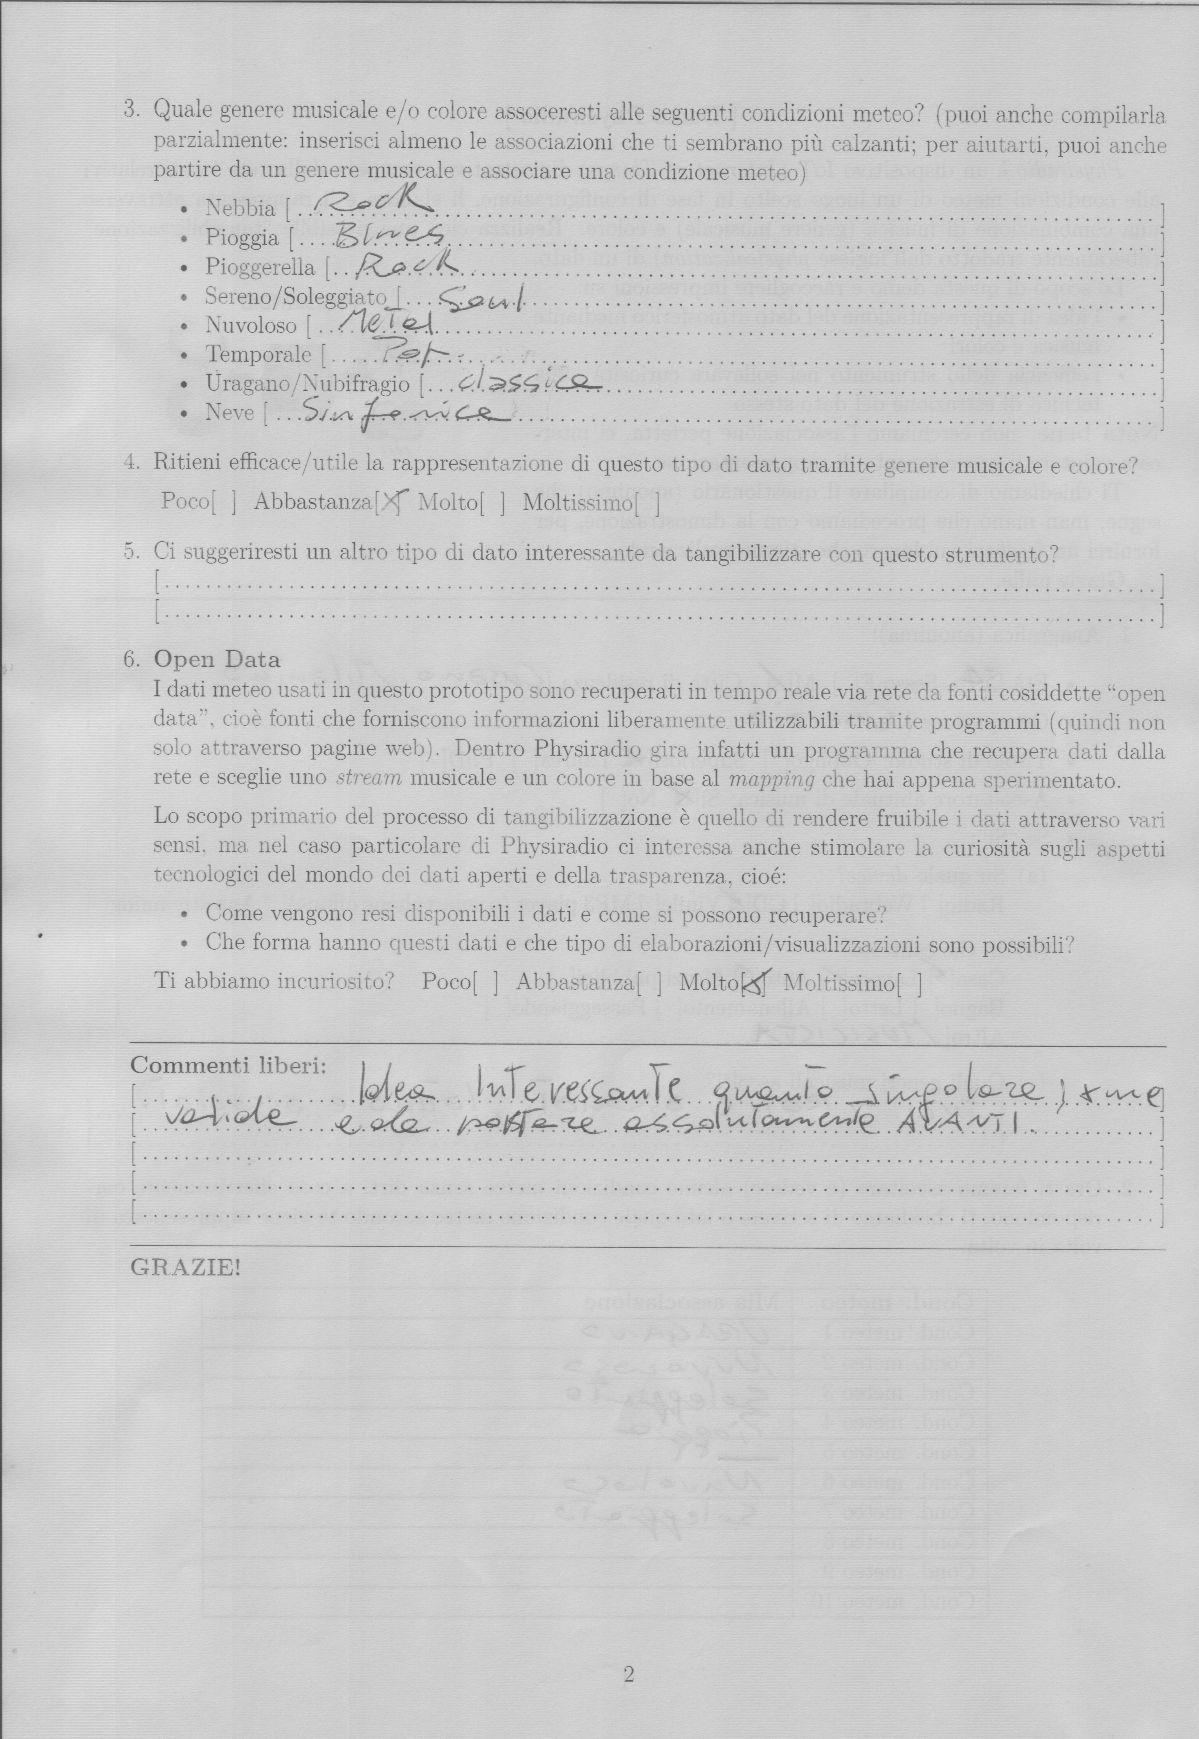 3. Quale genere musicale e/o colore assoceresti alle seguenti condizioni meteo? (puoi anche compilarla
parzialmente: inserisci almeno le associazioni che ti sembrano più calzanti; per aiutarti, puoi anche
partire da un genere musicale e associare una condizione meteo)
• Nebbia [ Rock ]
• Pioggia [ Blues ]
• Pioggerella [ Rock ]
• Sereno/Soleggiato [ Soul ]
• Nuvoloso [ Metal ]
• Temporale [ ]
• Uragano/Nubifragio [ classica ]
• Neve [ Sinfonica ]
4. Ritieni efficace/utile la rappresentazione di questo tipo di dato tramite genere musicale e colore?
Poco[ ] Abbastanza[X] Molto[ ] Moltissimo[ ]
5. Ci suggeriresti un altro tipo di dato interessante da tangibilizzare con questo strumento?
[ ]
[ ]
6. Open Data
I dati meteo usati in questo prototipo sono recuperati in tempo reale via rete da fonti cosiddette “open
data”, cioè fonti che forniscono informazioni liberamente utilizzabili tramite programmi (quindi non
solo attraverso pagine web). Dentro Physiradio gira infatti un programma che recupera dati dalla
rete e sceglie uno stream musicale e un colore in base al mapping che hai appena sperimentato.
Lo scopo primario del processo di tangibilizzazione è quello di rendere fruibile i dati attraverso vari
sensi, ma nel caso particolare di Physiradio ci interessa anche stimolare la curiosità sugli aspetti
tecnologici del mondo dei dati aperti e della trasparenza, cioé:
• Come vengono resi disponibili i dati e come si possono recuperare?
• Che forma hanno questi dati e che tipo di elaborazioni/visualizzazioni sono possibili?
Ti abbiamo incuriosito? Poco[ ] Abbastanza[ ] Molto[X] Moltissimo[ ]
Commenti liberi:
[ Idea Interessante quanto singolare; x me ]
[ valida e da portare assolutamente AVANTI. ]
[ ]
[ ]
[ ]
GRAZIE!
2